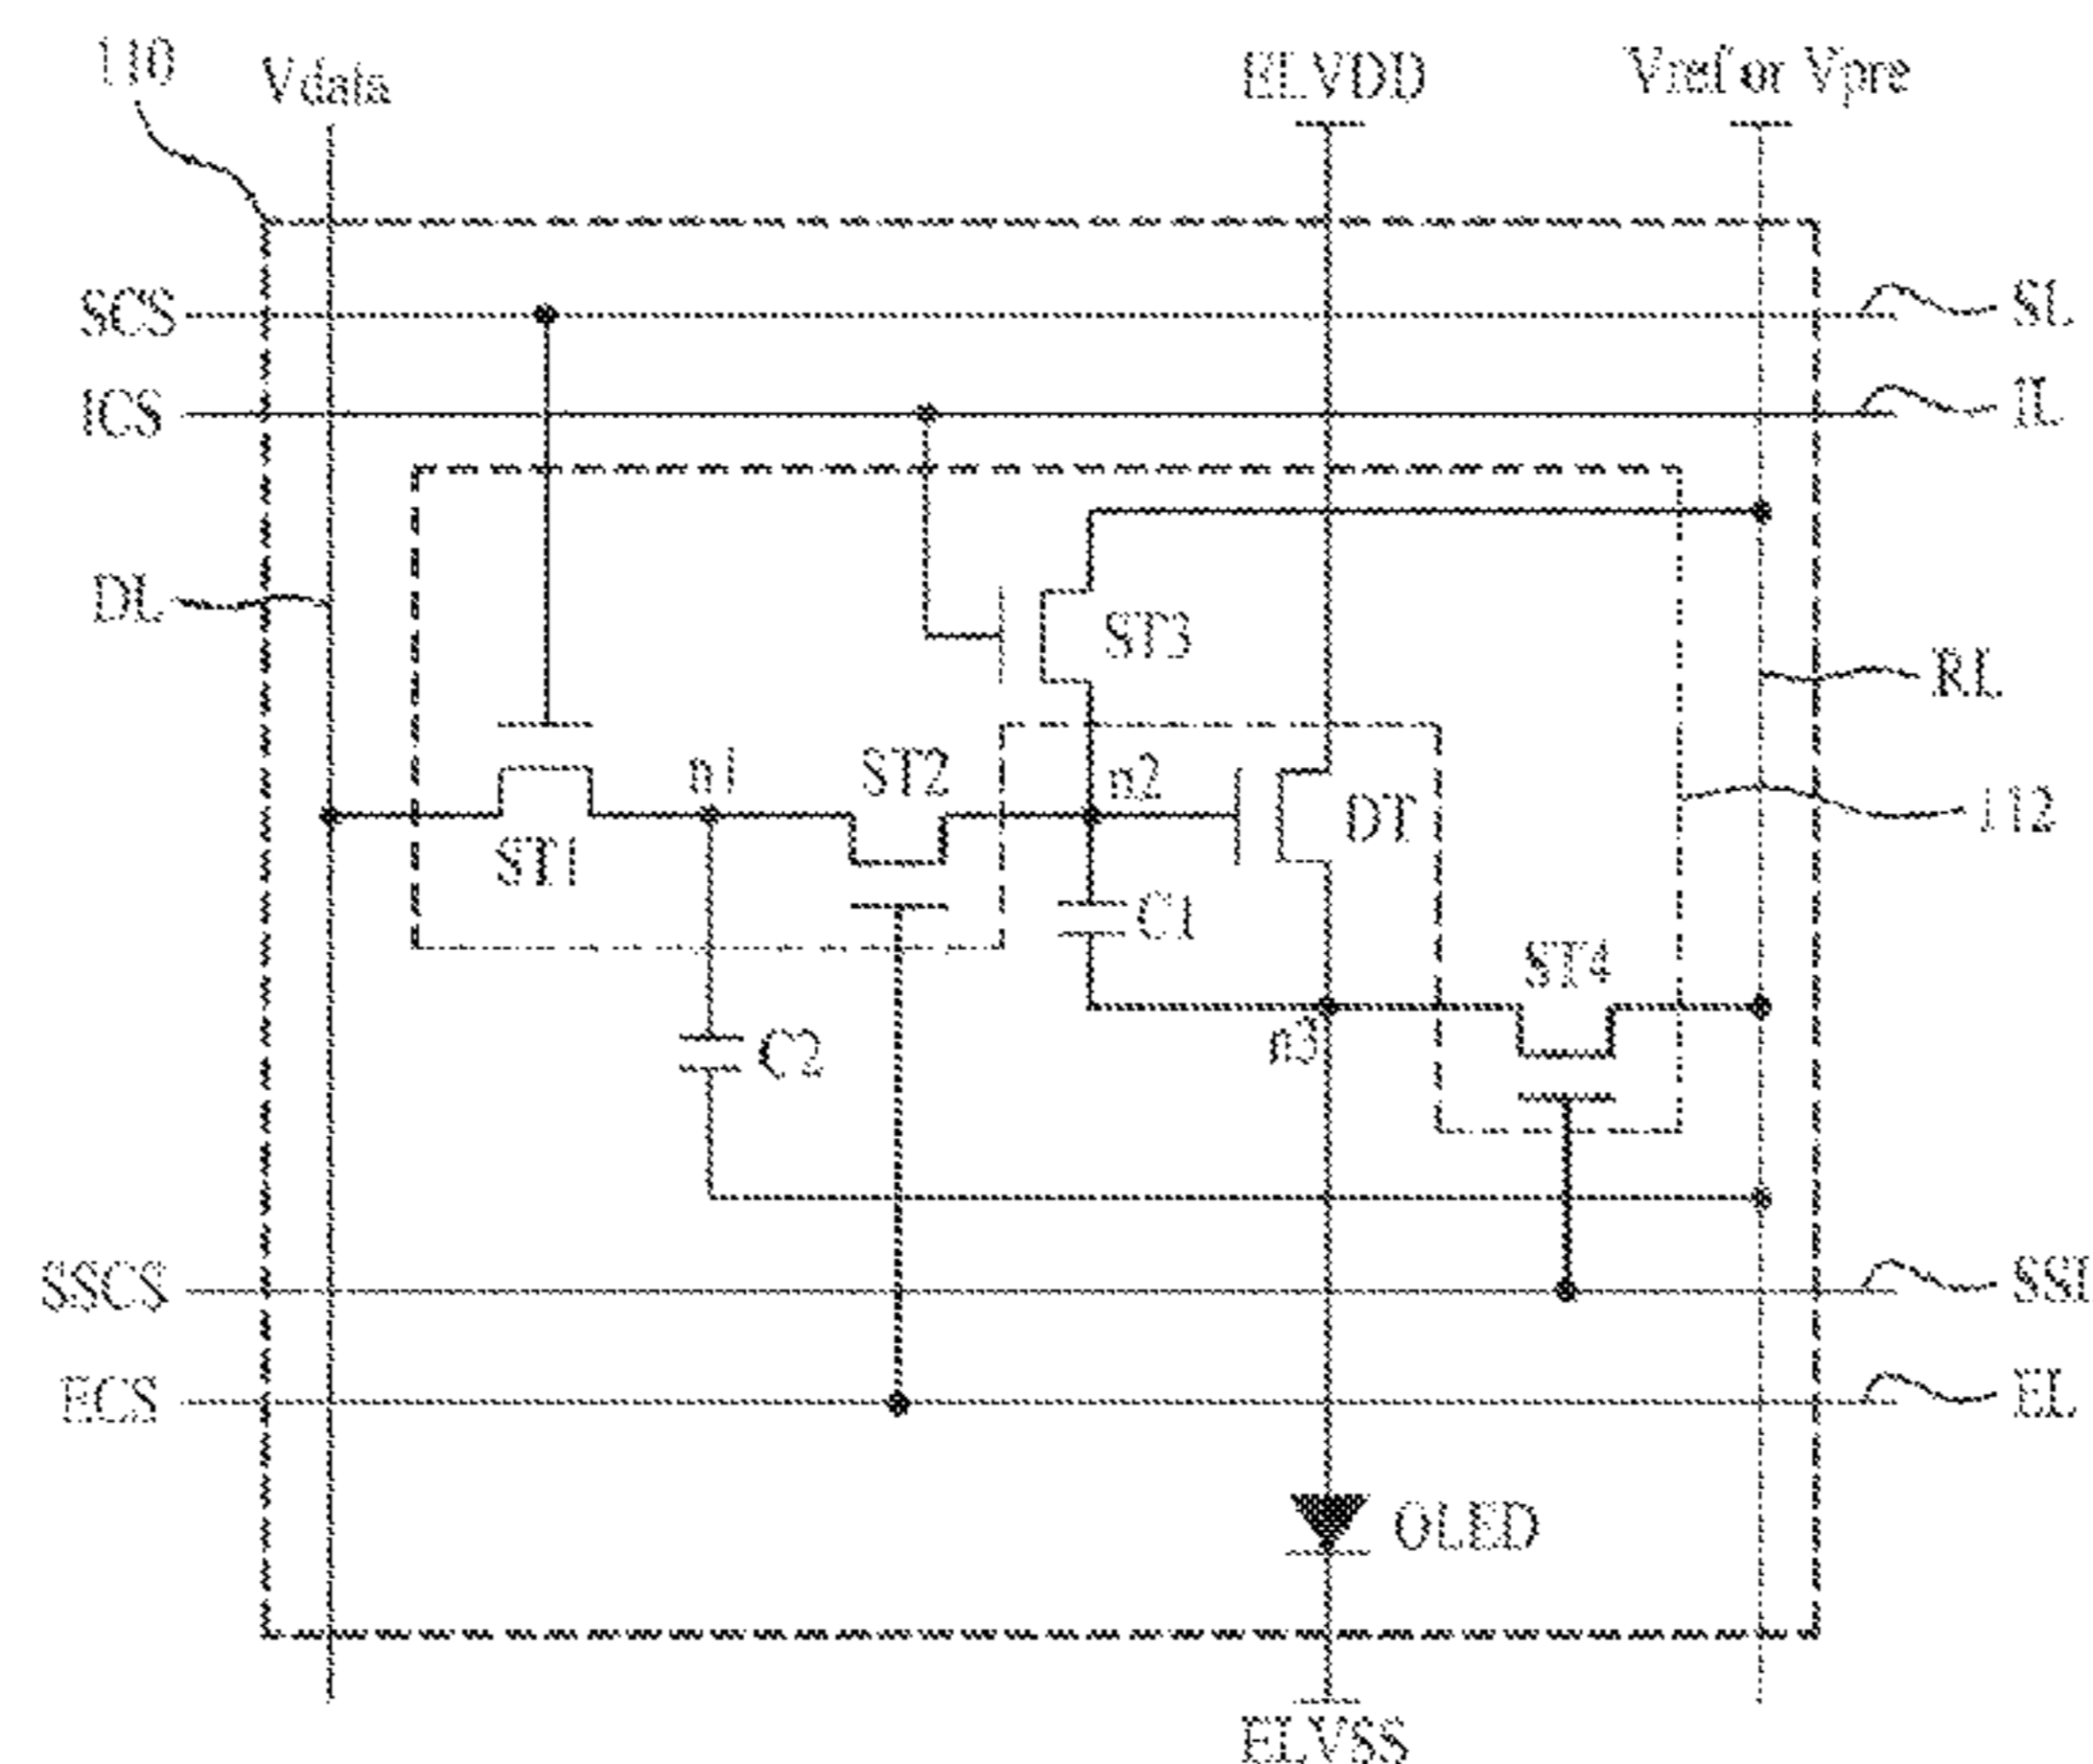 110
Vdata
ELVDD
Vref or Vpre
SCS
SL
ICS
IL
DL
ST3
RL
n1
ST2
n2
DT
112
ST1
C1
ST4
n3
C2
SSCS
SSL
ECS
EL
OLED
ELVSS